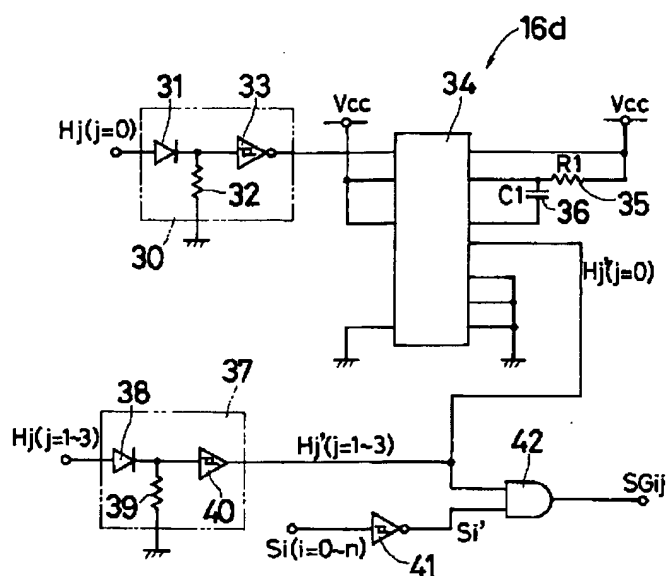 16d
31
33
34
Vcc
Vcc
Hj(j=0)
32
30
R1
C1
36
35
Hj'(j=0)
38
37
Hj(j=1~3)
39
40
Hj'(j=1~3)
42
SGij
Si(i=0~n)
41
Si'